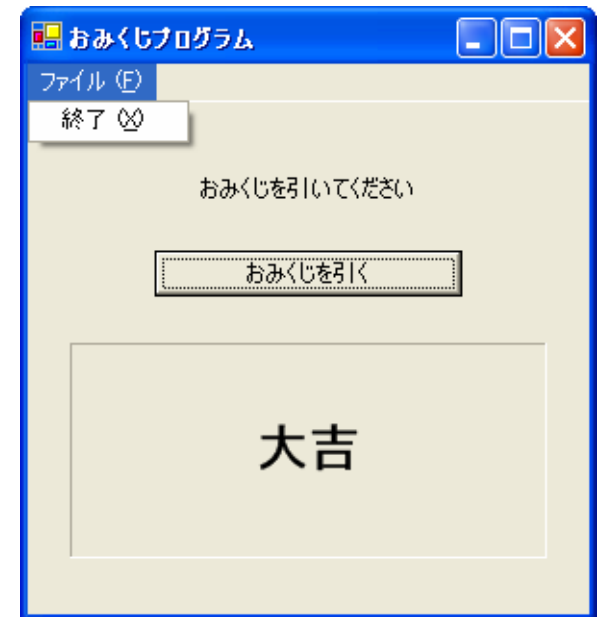 おみくじプログラム
ファイル (F)
終了 (X)
おみくじを引いてください
おみくじを引く
大吉